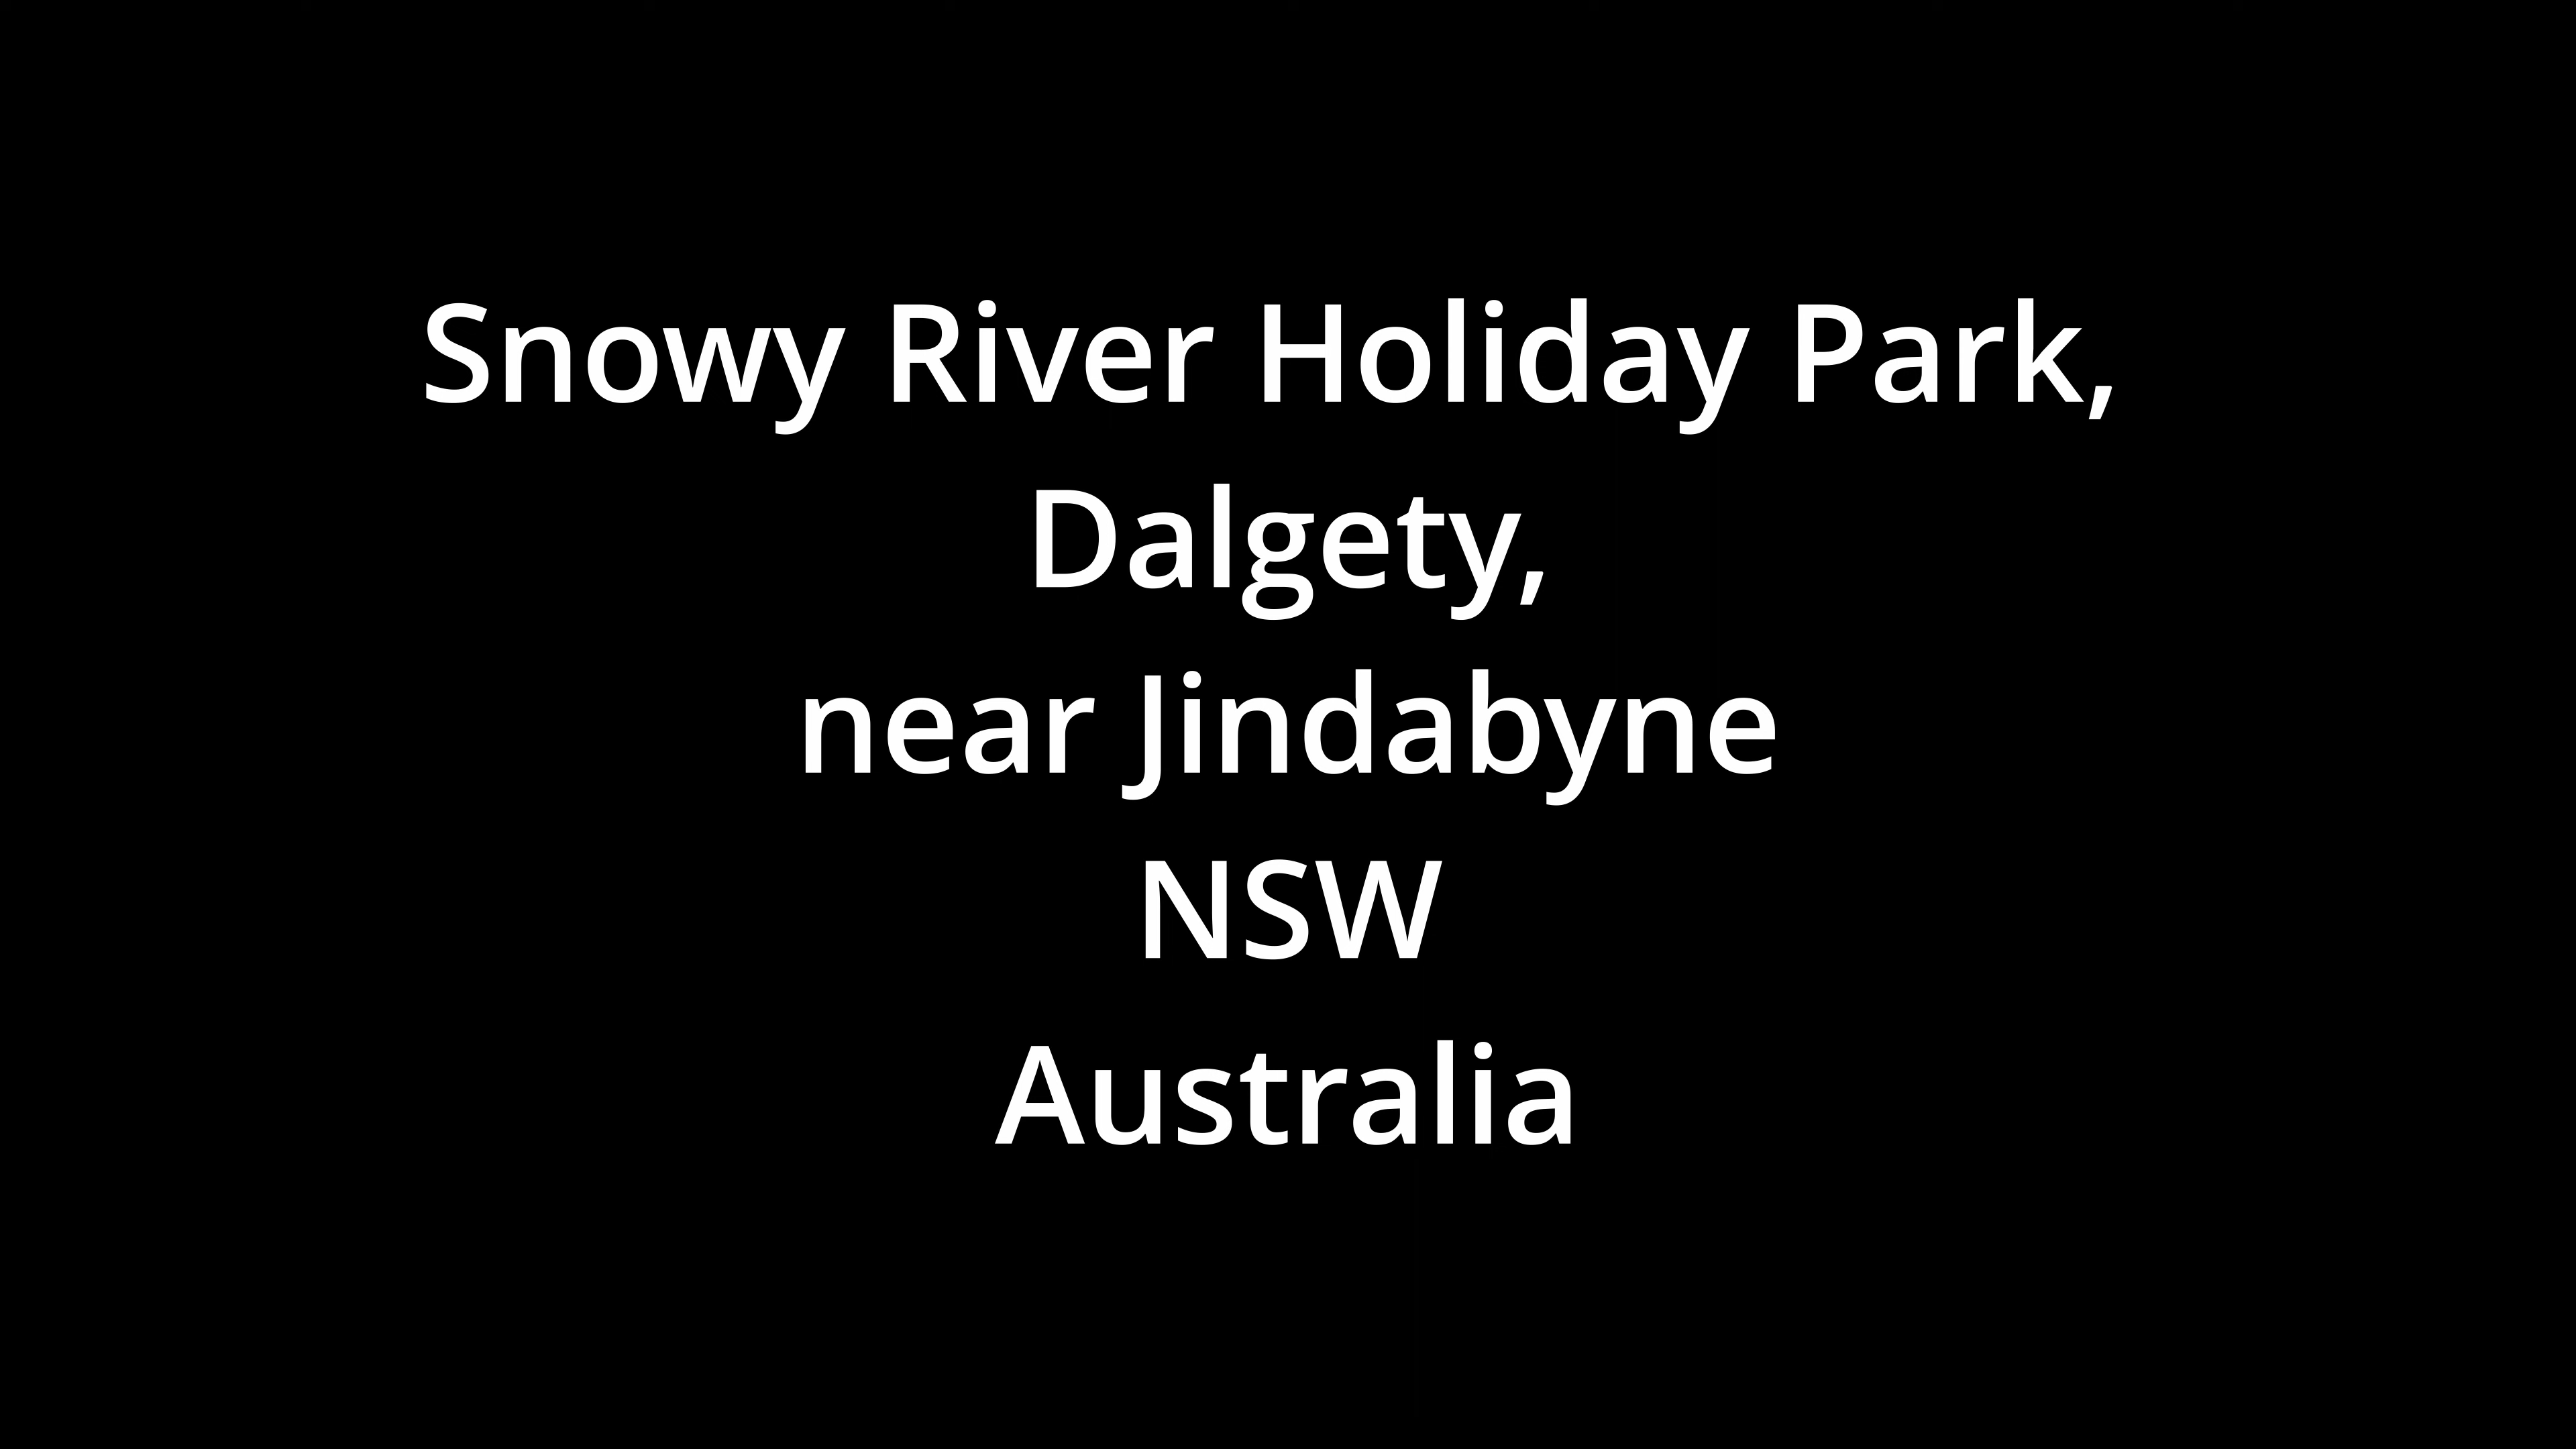 Snowy River Holiday Park,
Dalgety,
near Jindabyne
NSW
Australia